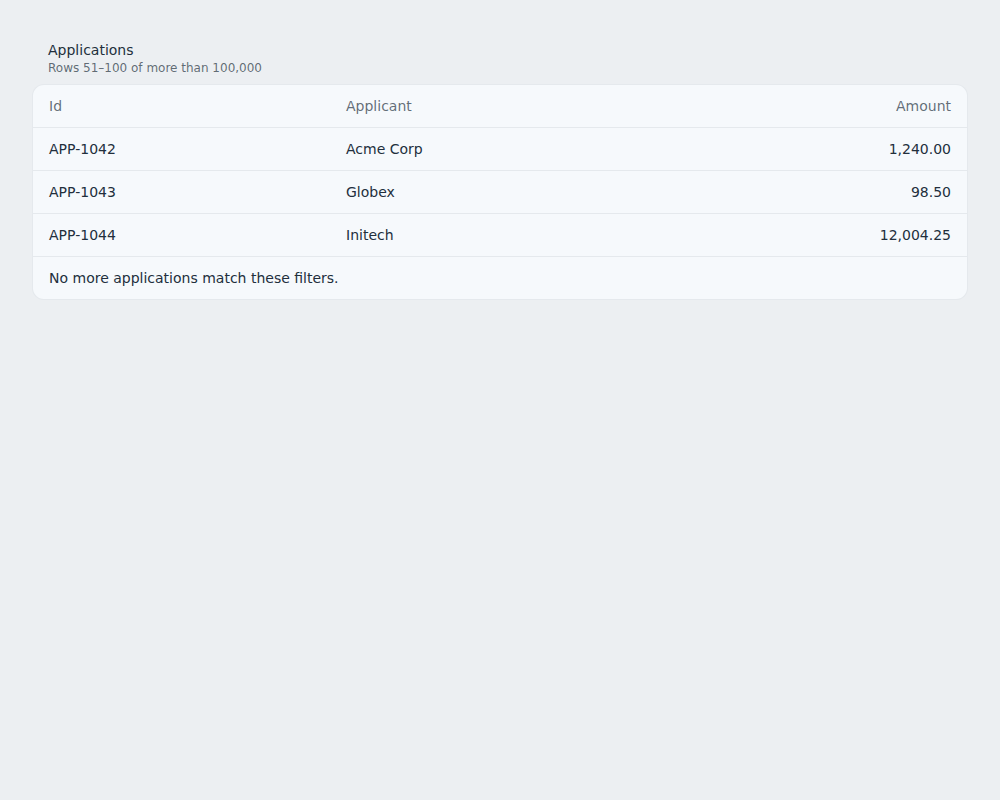 Applications
Rows 51–100 of more than 100,000
Id Applicant Amount
APP-1042 Acme Corp 1,240.00
APP-1043 Globex 98.50
APP-1044 Initech 12,004.25
No more applications match these filters.